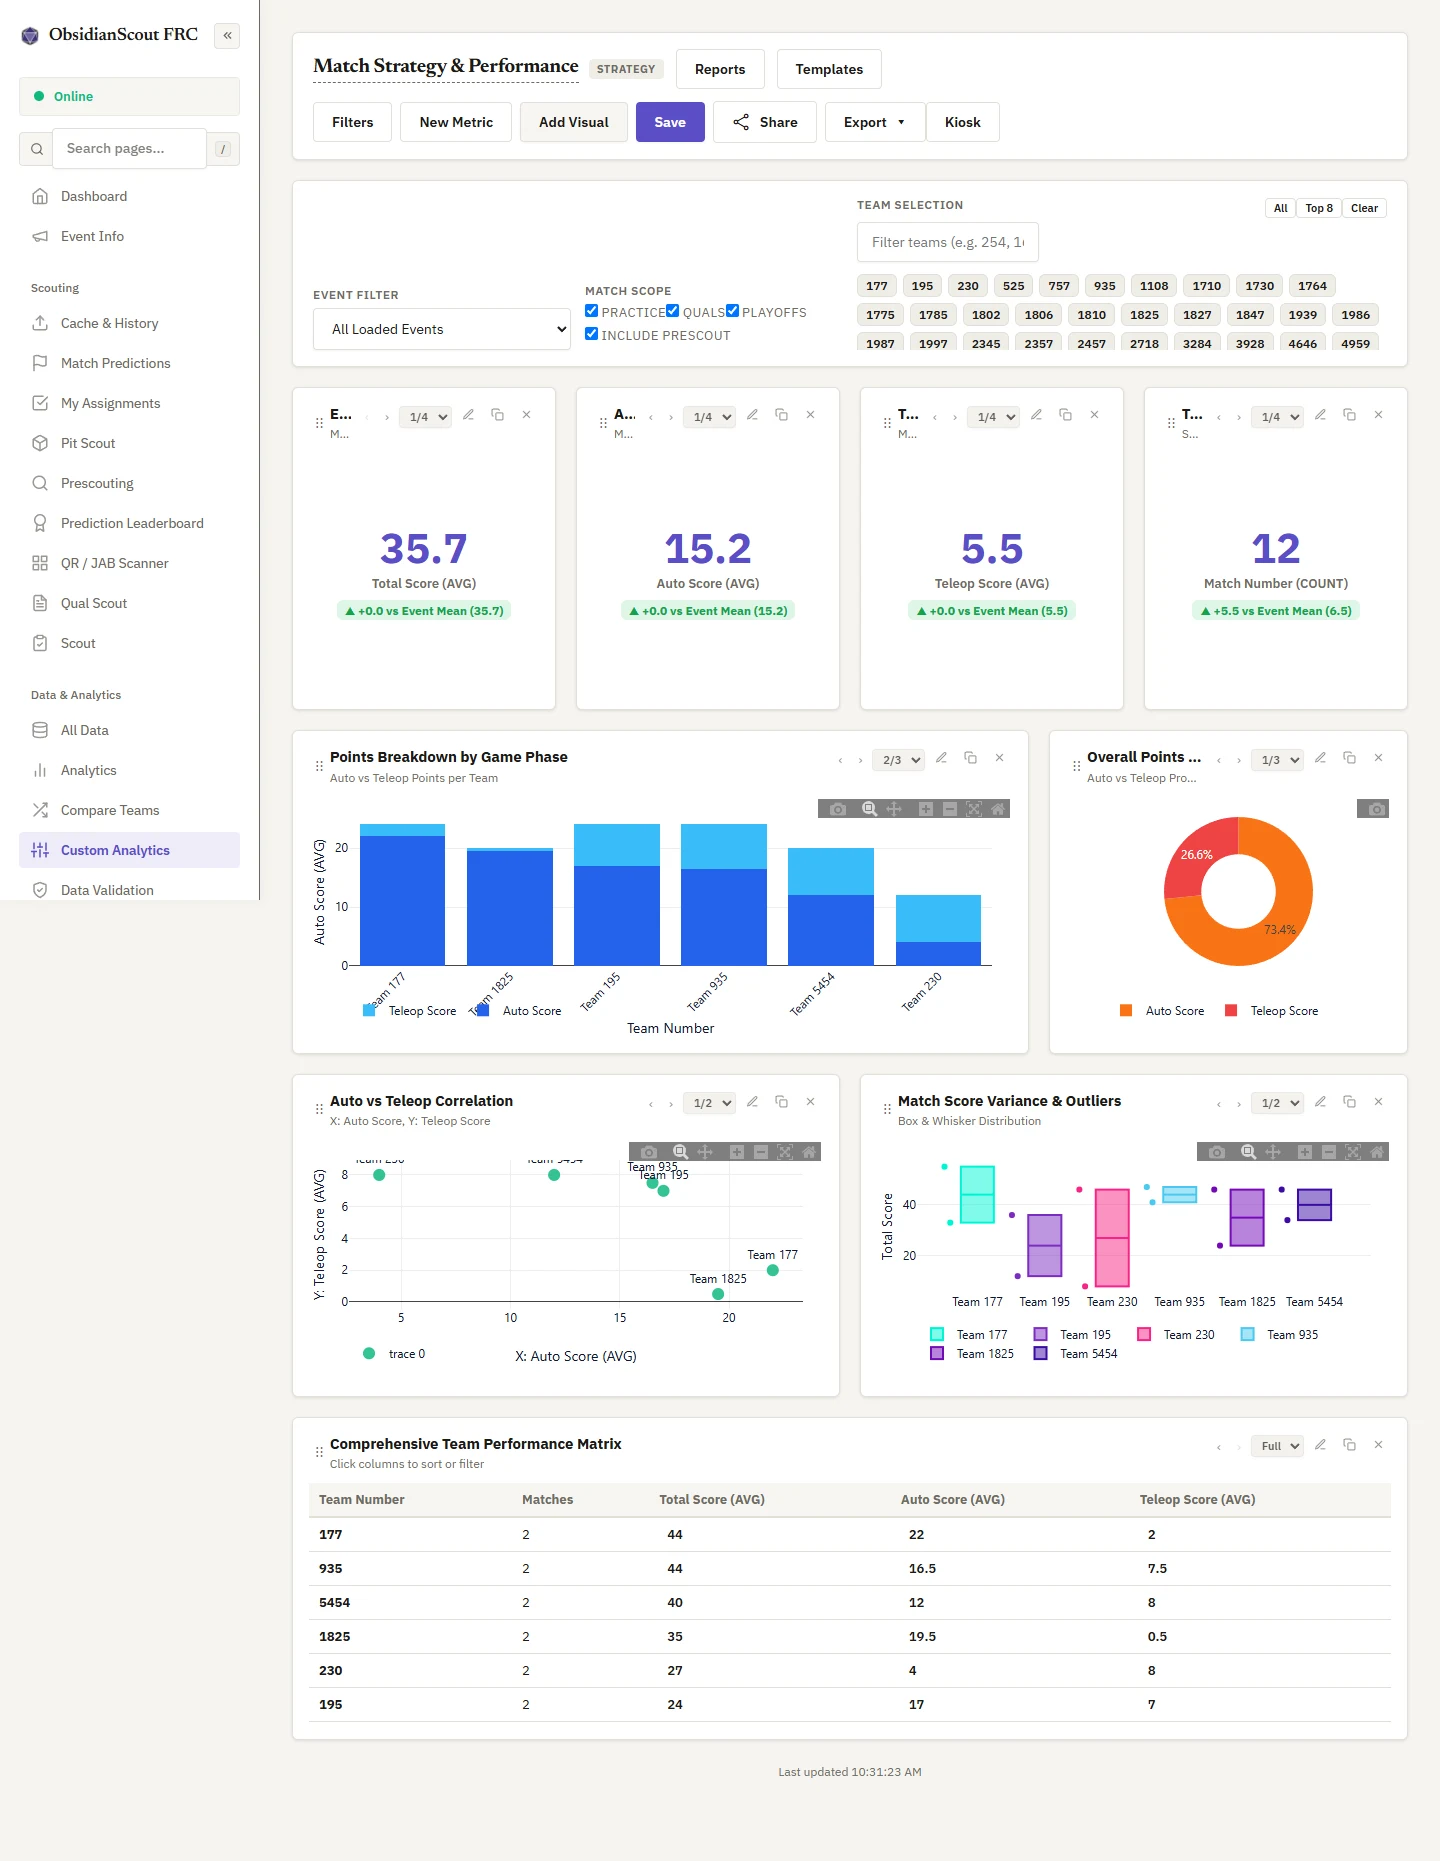 ObsidianScout FRC
«
Online
Search pages...
/
Dashboard
Event Info
Scouting
Cache & History
Match Predictions
My Assignments
Pit Scout
Prescouting
Prediction Leaderboard
QR / JAB Scanner
Qual Scout
Scout
Data & Analytics
All Data
Analytics
Compare Teams
Custom Analytics
Data Validation
Match Strategy & Performance
STRATEGY
Reports
Templates
Filters
New Metric
Add Visual
Save
Share
Export ▼
Kiosk
EVENT FILTER
All Loaded Events
MATCH SCOPE
PRACTICE QUALS PLAYOFFS
INCLUDE PRESCOUT
TEAM SELECTION
All Top 8 Clear
Filter teams (e.g. 254, 1
177 195 230 525 757 935 1108 1710 1730 1764
1775 1785 1802 1806 1810 1825 1827 1847 1939 1986
1987 1997 2345 2357 2457 2718 3284 3928 4646 4959
E... ‹ › 1/4
M...
35.7
Total Score (AVG)
▲ +0.0 vs Event Mean (35.7)
A... ‹ › 1/4
M...
15.2
Auto Score (AVG)
▲ +0.0 vs Event Mean (15.2)
T... ‹ › 1/4
M...
5.5
Teleop Score (AVG)
▲ +0.0 vs Event Mean (5.5)
T... ‹ › 1/4
S...
12
Match Number (COUNT)
▲ +5.5 vs Event Mean (6.5)
Points Breakdown by Game Phase ‹ › 2/3
Auto vs Teleop Points per Team
Auto Score (AVG)
20
10
0
Team 177 Team 1825 Team 195 Team 935 Team 5454 Team 230
Teleop Score Auto Score
Team Number
Overall Points ... ‹ › 1/3
Auto vs Teleop Pro...
26.6%
73.4%
Auto Score Teleop Score
Auto vs Teleop Correlation ‹ › 1/2
X: Auto Score, Y: Teleop Score
Y: Teleop Score (AVG)
8
6
4
2
0
Team 230 Team 5454 Team 935
Team 195
Team 177
Team 1825
5 10 15 20
trace 0
X: Auto Score (AVG)
Match Score Variance & Outliers ‹ › 1/2
Box & Whisker Distribution
Total Score
40
20
Team 177 Team 195 Team 230 Team 935 Team 1825 Team 5454
Team 177 Team 195 Team 230 Team 935
Team 1825 Team 5454
Comprehensive Team Performance Matrix ‹ › Full
Click columns to sort or filter
Team Number Matches Total Score (AVG) Auto Score (AVG) Teleop Score (AVG)
177 2 44 22 2
935 2 44 16.5 7.5
5454 2 40 12 8
1825 2 35 19.5 0.5
230 2 27 4 8
195 2 24 17 7
Last updated 10:31:23 AM